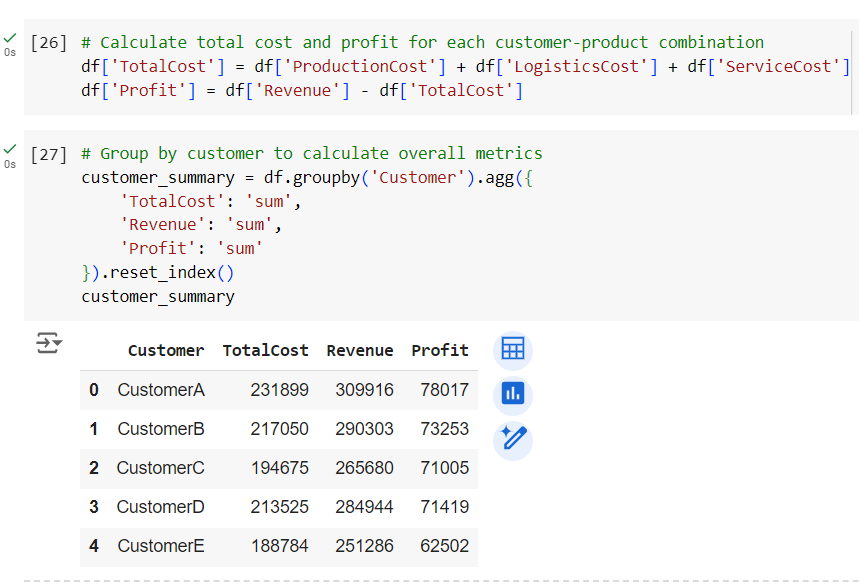 [26] # Calculate total cost and profit for each customer-product combination
df['TotalCost'] = df['ProductionCost'] + df['LogisticsCost'] + df['ServiceCost']
df['Profit'] = df['Revenue'] - df['TotalCost']
0s
[27] # Group by customer to calculate overall metrics
customer_summary = df.groupby('Customer').agg({
0s
'TotalCost': 'sum',
'Revenue': 'sum',
'Profit': 'sum'
}).reset_index()
customer_summary
Customer TotalCost Revenue Profit
0 CustomerA 231899 309916 78017
1 CustomerB 217050 290303 73253
2 CustomerC 194675 265680 71005
3 CustomerD 213525 284944 71419
4 CustomerE 188784 251286 62502